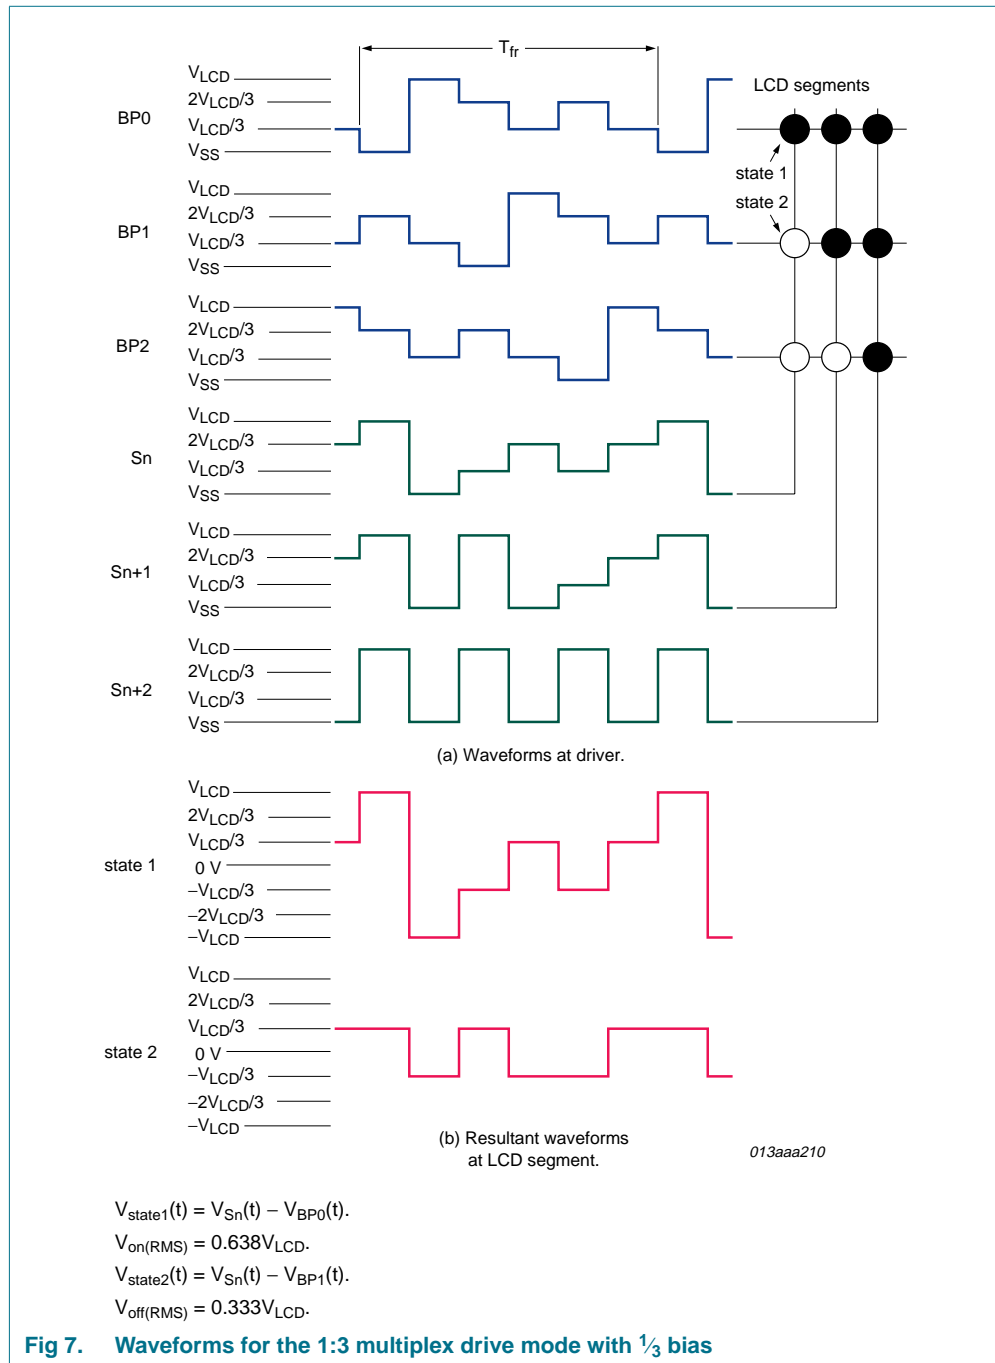 Tfr
BP0
VLCD
2VLCD/3
VLCD/3
VSS
LCD segments
state 1
state 2
BP1
VLCD
2VLCD/3
VLCD/3
VSS
BP2
VLCD
2VLCD/3
VLCD/3
VSS
Sn
VLCD
2VLCD/3
VLCD/3
VSS
Sn+1
VLCD
2VLCD/3
VLCD/3
VSS
Sn+2
VLCD
2VLCD/3
VLCD/3
VSS
(a) Waveforms at driver.
state 1
VLCD
2VLCD/3
VLCD/3
0 V
−VLCD/3
−2VLCD/3
−VLCD
state 2
VLCD
2VLCD/3
VLCD/3
0 V
−VLCD/3
−2VLCD/3
−VLCD
(b) Resultant waveforms
at LCD segment.
013aaa210
Vstate1(t) = VSn(t) − VBP0(t).
Von(RMS) = 0.638VLCD.
Vstate2(t) = VSn(t) − VBP1(t).
Voff(RMS) = 0.333VLCD.
Fig 7. Waveforms for the 1:3 multiplex drive mode with 1⁄3 bias